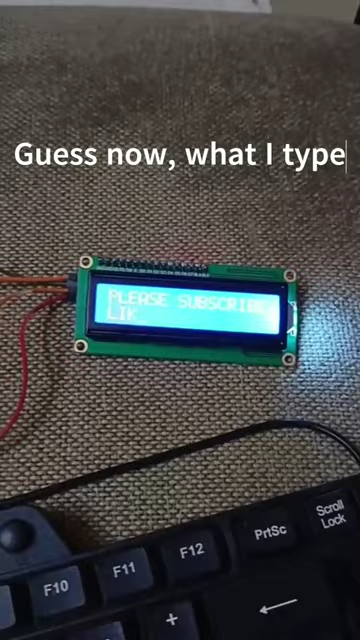 Guess now, what I type
PLEASE SUBSCRIBE
LIK
PrtSc
Scroll
Lock
F12
F11
F10
+